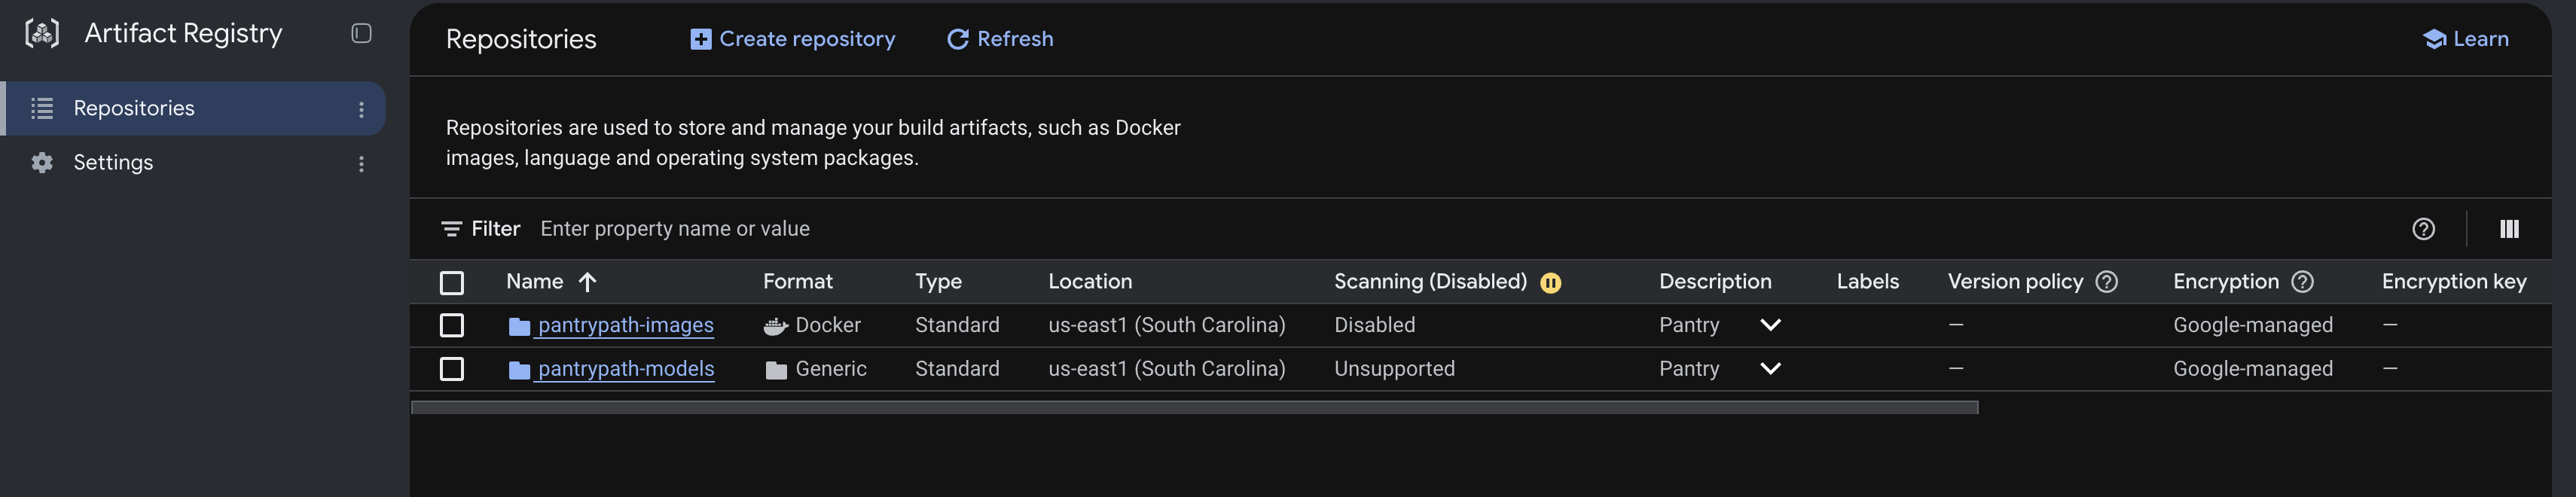 Artifact Registry
Repositories
Settings
Repositories Create repository Refresh Learn
Repositories are used to store and manage your build artifacts, such as Docker
images, language and operating system packages.
Filter Enter property name or value
Name Format Type Location Scanning (Disabled) Description Labels Version policy Encryption Encryption key
pantrypath-images Docker Standard us-east1 (South Carolina) Disabled Pantry — Google-managed —
pantrypath-models Generic Standard us-east1 (South Carolina) Unsupported Pantry — Google-managed —